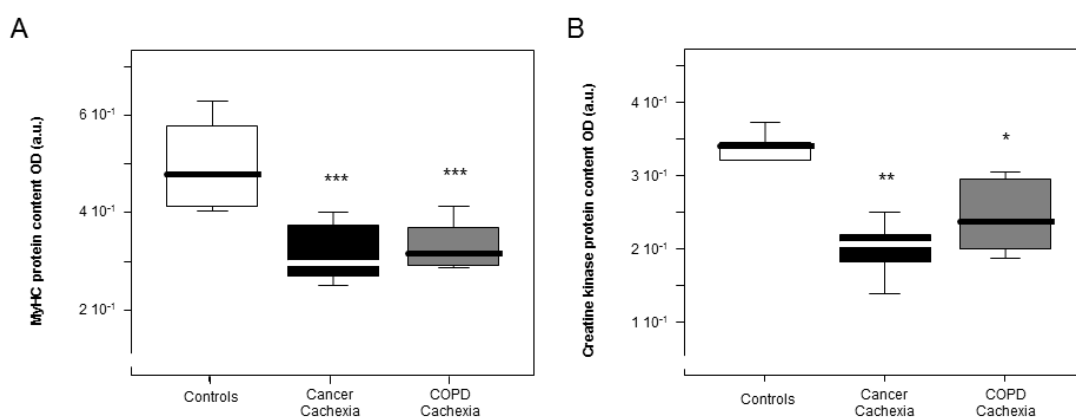 A
MyHC protein content OD (a.u.)
6 10⁻¹
4 10⁻¹
2 10⁻¹
***
***
Controls
Cancer
Cachexia
COPD
Cachexia
B
Creatine kinase protein content OD (a.u.)
4 10⁻¹
3 10⁻¹
2 10⁻¹
1 10⁻¹
**
*
Controls
Cancer
Cachexia
COPD
Cachexia